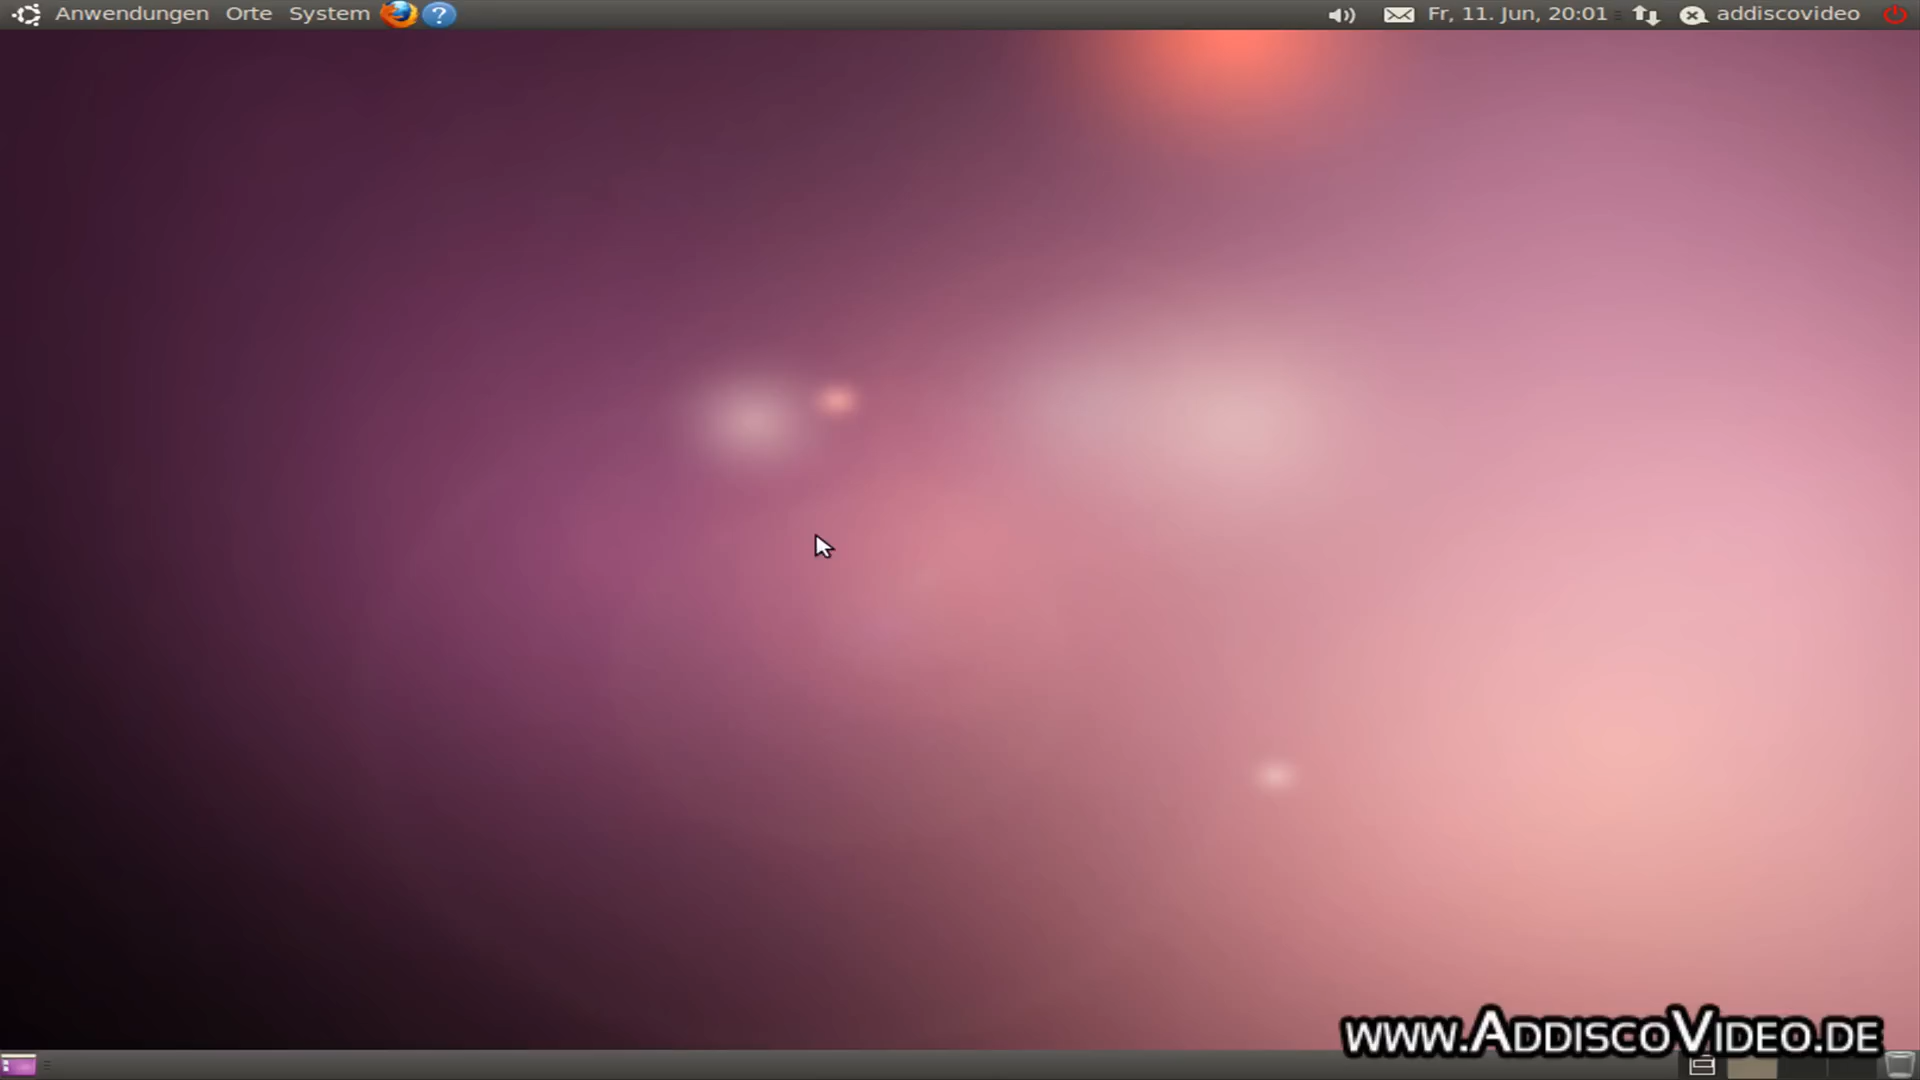 Anwendungen Orte System ? Fr, 11. Jun, 20:01 addiscovideo
www.AddiscoVideo.de